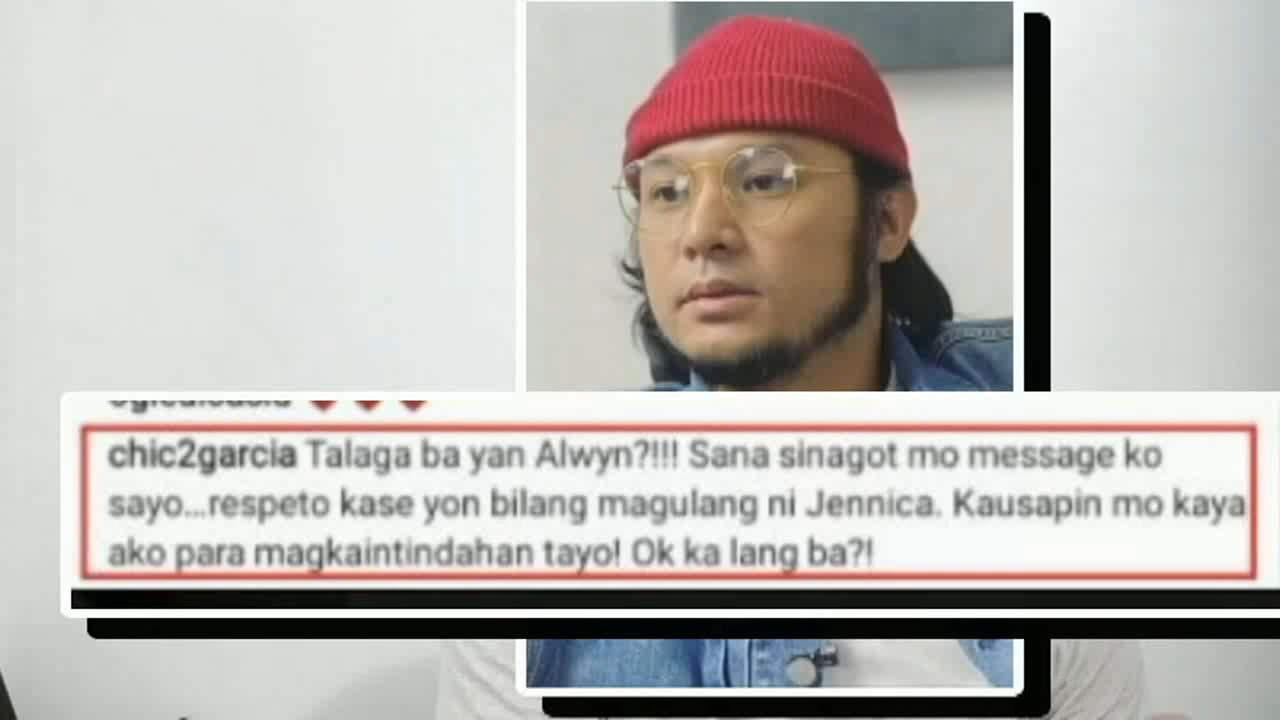 chic2garcia Talaga ba yan Alwyn?!!! Sana sinagot mo message ko
sayo...respeto kase yon bilang magulang ni Jennica. Kausapin mo kaya
ako para magkaintindahan tayo! Ok ka lang ba?!